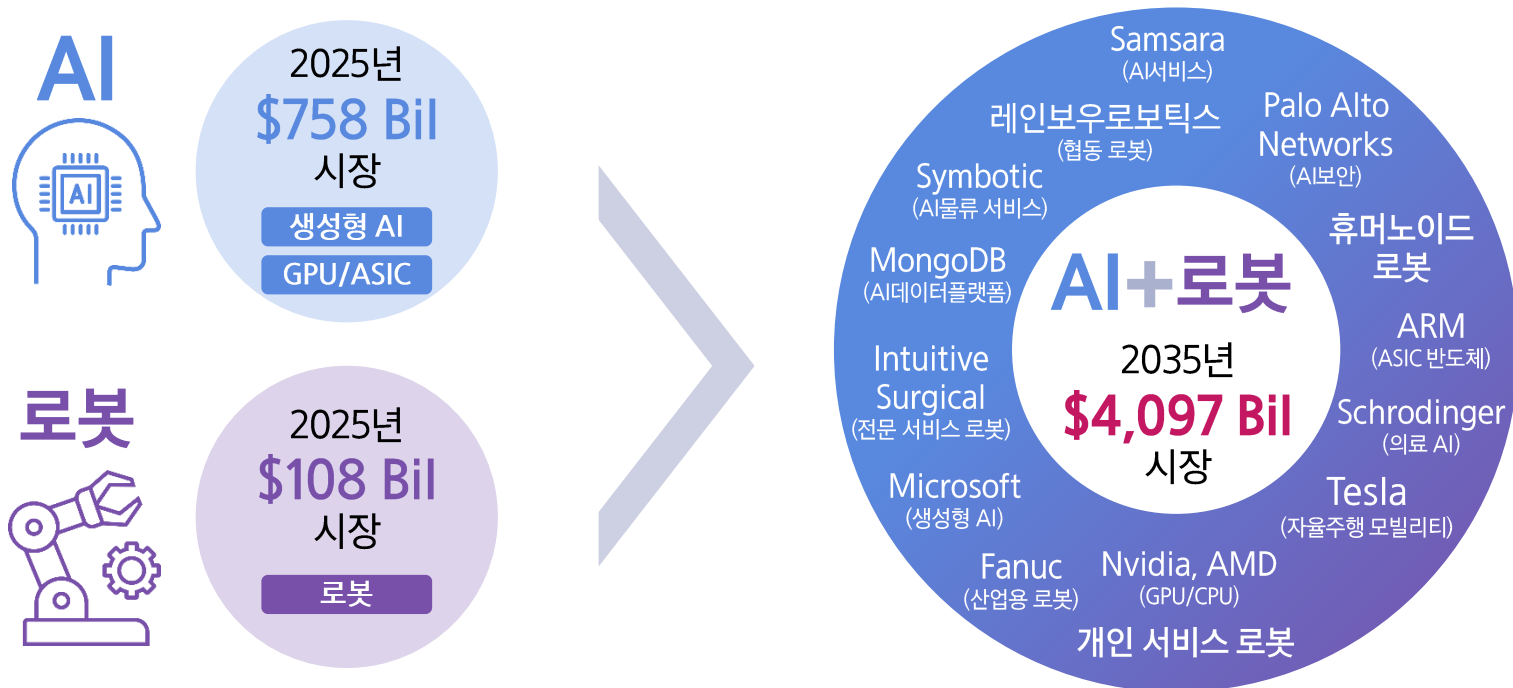 AI
AI
2025년
$758 Bil
시장
생성형 AI
GPU/ASIC
로봇
2025년
$108 Bil
시장
로봇
Samsara
(AI서비스)
레인보우로보틱스
(협동 로봇)
Palo Alto
Networks
(AI보안)
Symbotic
(AI물류 서비스)
휴머노이드
로봇
MongoDB
(AI데이터플랫폼)
AI+로봇
2035년
$4,097 Bil
시장
ARM
(ASIC 반도체)
Intuitive
Surgical
(전문 서비스 로봇)
Schrodinger
(의료 AI)
Microsoft
(생성형 AI)
Tesla
(자율주행 모빌리티)
Fanuc
(산업용 로봇)
Nvidia, AMD
(GPU/CPU)
개인 서비스 로봇